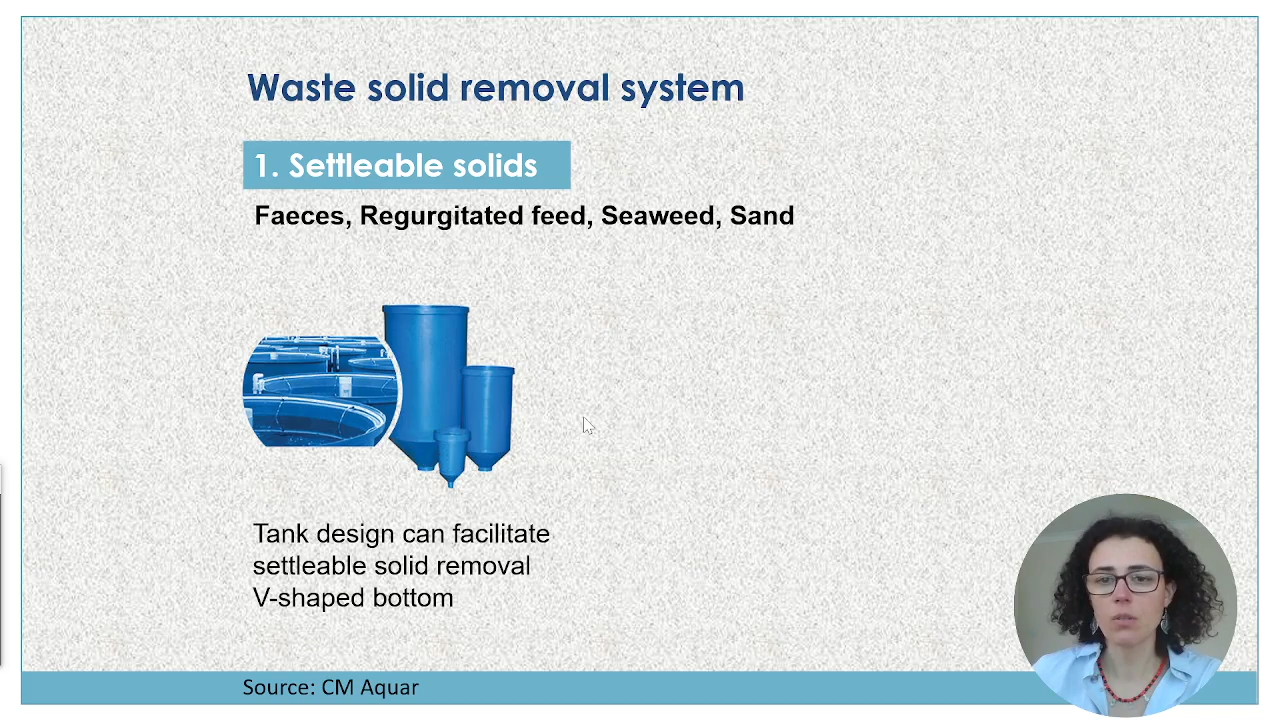 Waste solid removal system
1. Settleable solids
Faeces, Regurgitated feed, Seaweed, Sand
Tank design can facilitate
settleable solid removal
V-shaped bottom
Source: CM Aquar